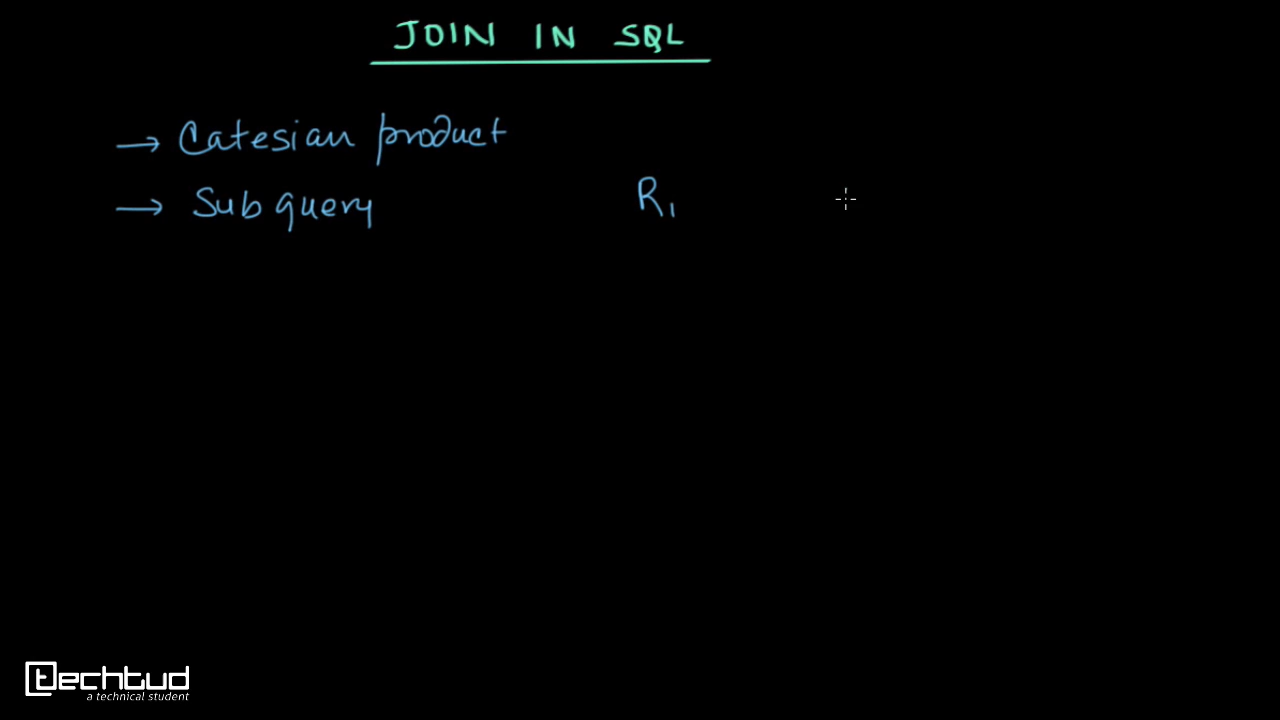 JOIN IN SQL
→ Catesian product
→ Sub query
R1
techtud
a technical student